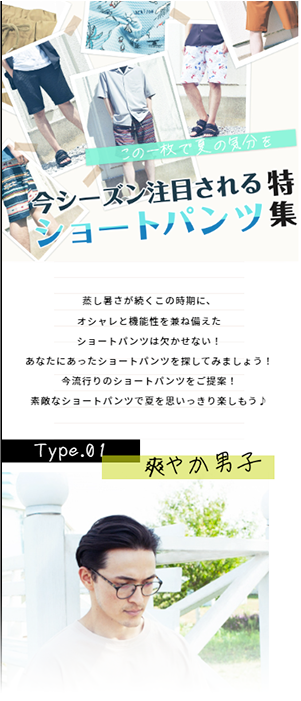 この一枚で夏の気分を
今シーズン注目される
ショートパンツ
特集
蒸し暑さが続くこの時期に、
オシャレと機能性を兼ね備えた
ショートパンツは欠かせない！
あなたにあったショートパンツを探してみましょう！
今流行りのショートパンツをご提案！
素敵なショートパンツで夏を思いっきり楽しもう♪
Type.01
爽やか男子